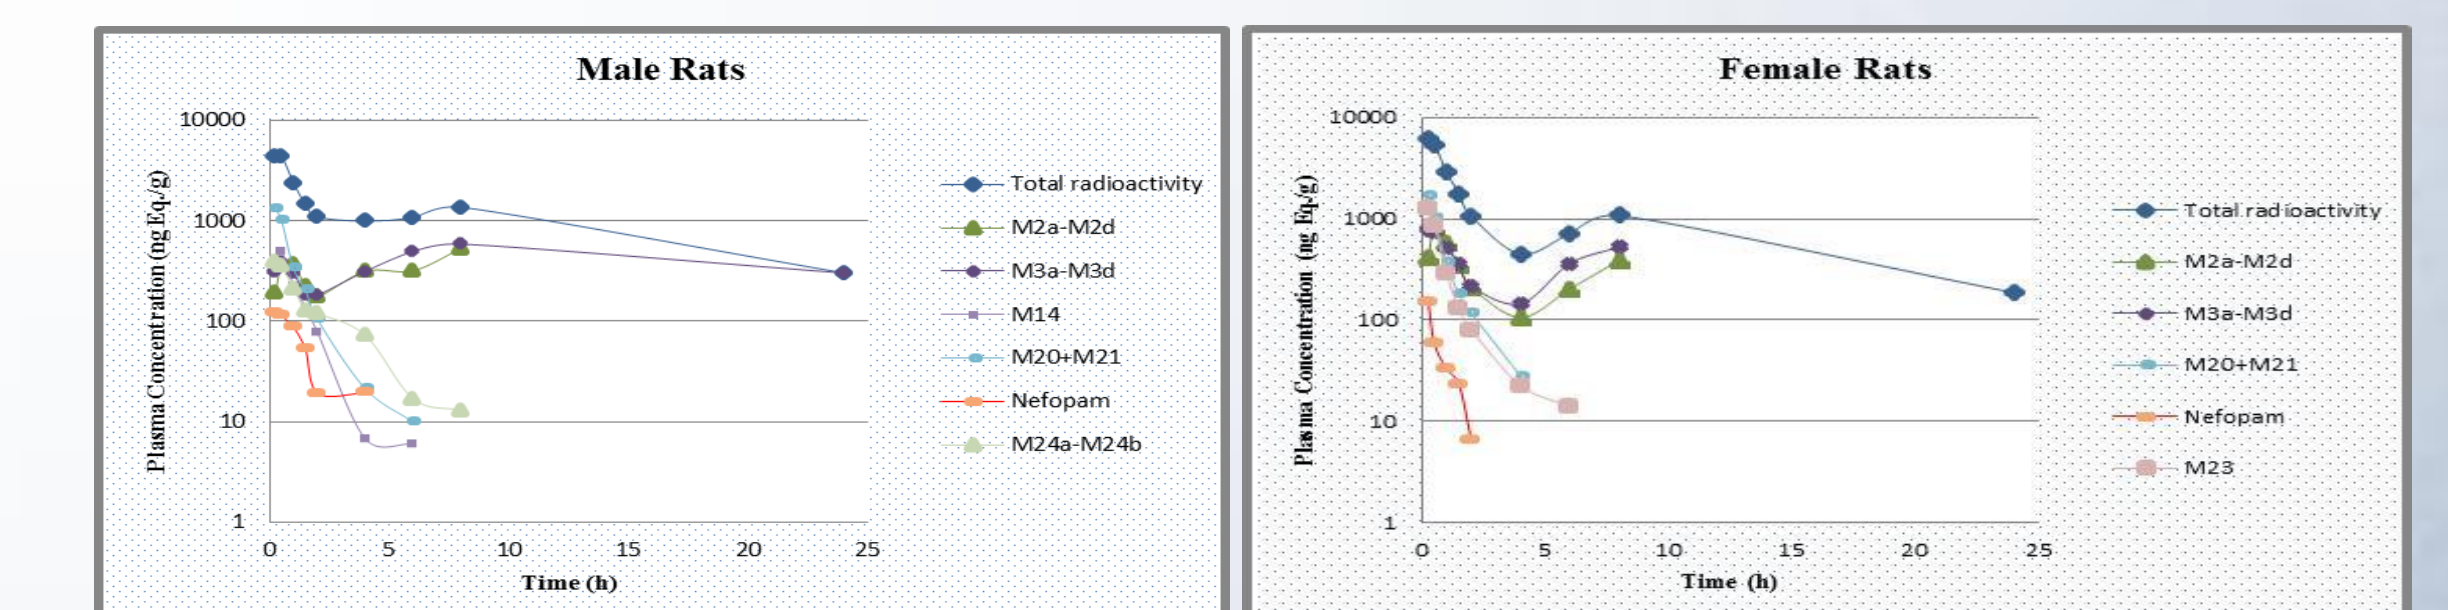 Male Rats
Plasma Concentration (ng Eq./g)
10000
1000
100
10
1
0 5 10 15 20 25
Time (h)
Total radioactivity
M2a-M2d
M3a-M3d
M14
M20+M21
Nefopam
M24a-M24b
Female Rats
Plasma Concentration (ng Eq./g)
10000
1000
100
10
1
0 5 10 15 20 25
Time (h)
Total radioactivity
M2a-M2d
M3a-M3d
M20+M21
Nefopam
M23